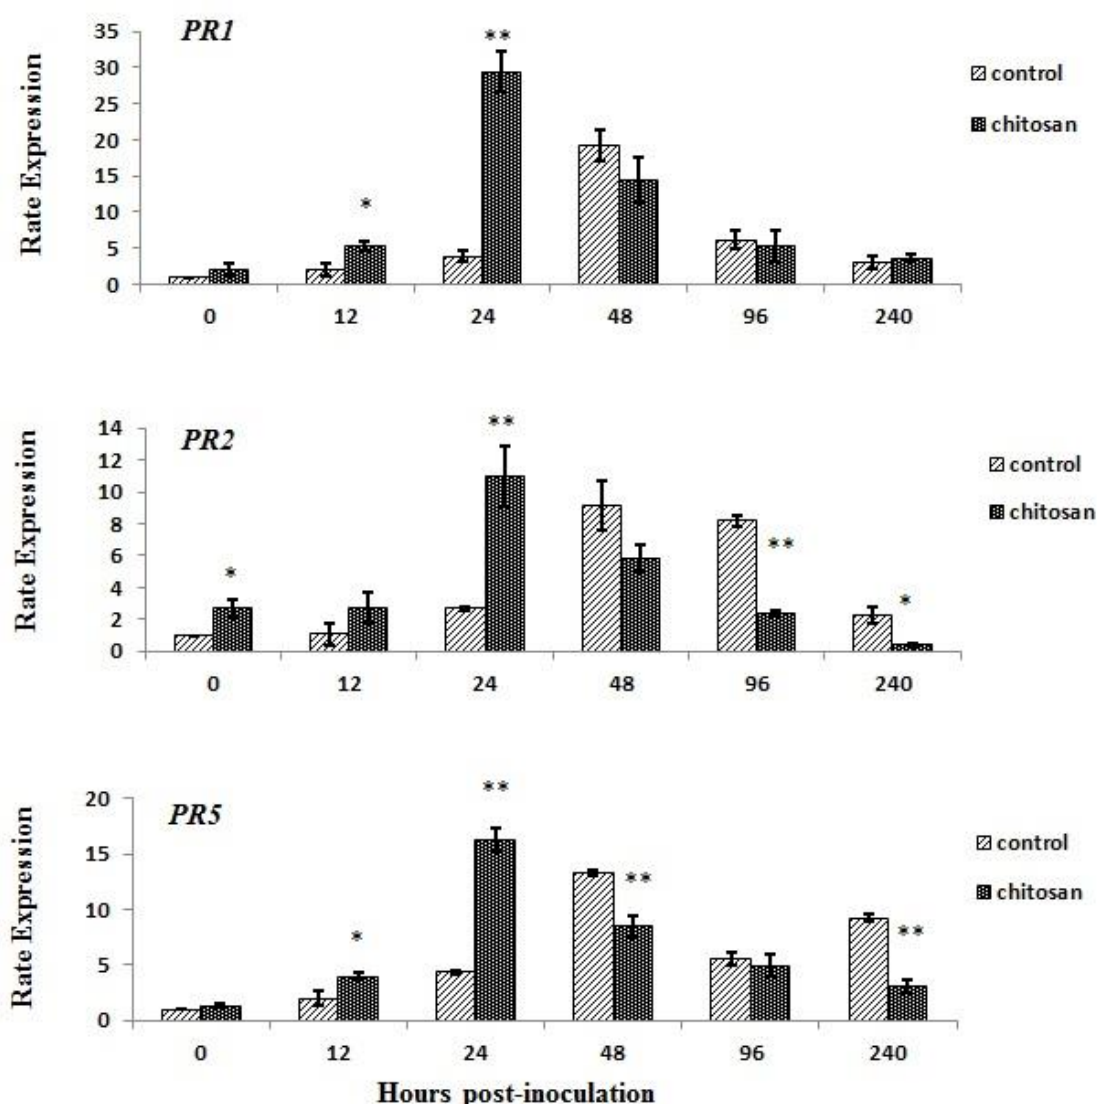 PR1
Rate Expression
35
30
25
20
15
10
5
0
* **
0 12 24 48 96 240
control
chitosan
PR2
Rate Expression
14
12
10
8
6
4
2
0
* ** ** *
0 12 24 48 96 240
control
chitosan
PR5
Rate Expression
20
15
10
5
0
* ** ** **
0 12 24 48 96 240
control
chitosan
Hours post-inoculation